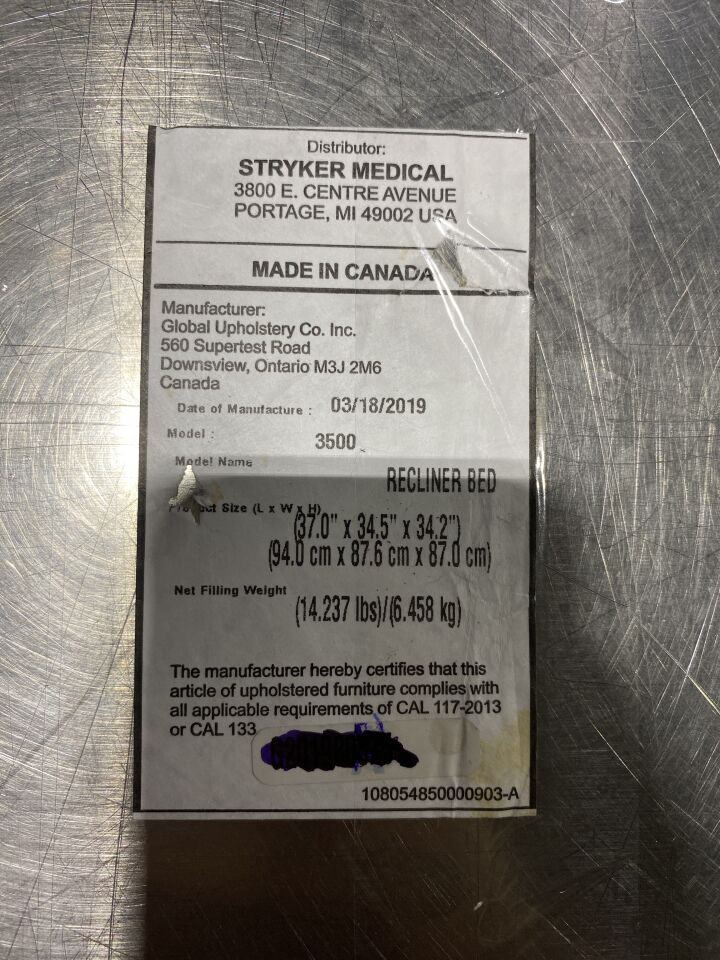 Distributor:
STRYKER MEDICAL
3800 E. CENTRE AVENUE
PORTAGE, MI 49002 USA
MADE IN CANADA
Manufacturer:
Global Upholstery Co. Inc.
560 Supertest Road
Downsview, Ontario M3J 2M6
Canada
Date of Manufacture : 03/18/2019
Model : 3500
Model Name
RECLINER BED
Size (L x W x H)
(37.0" x 34.5" x 34.2")
(94.0 cm x 87.6 cm x 87.0 cm)
Net Filling Weight
(14.237 lbs)/(6.458 kg)
The manufacturer hereby certifies that this
article of upholstered furniture complies with
all applicable requirements of CAL 117-2013
or CAL 133
108054850000903-A